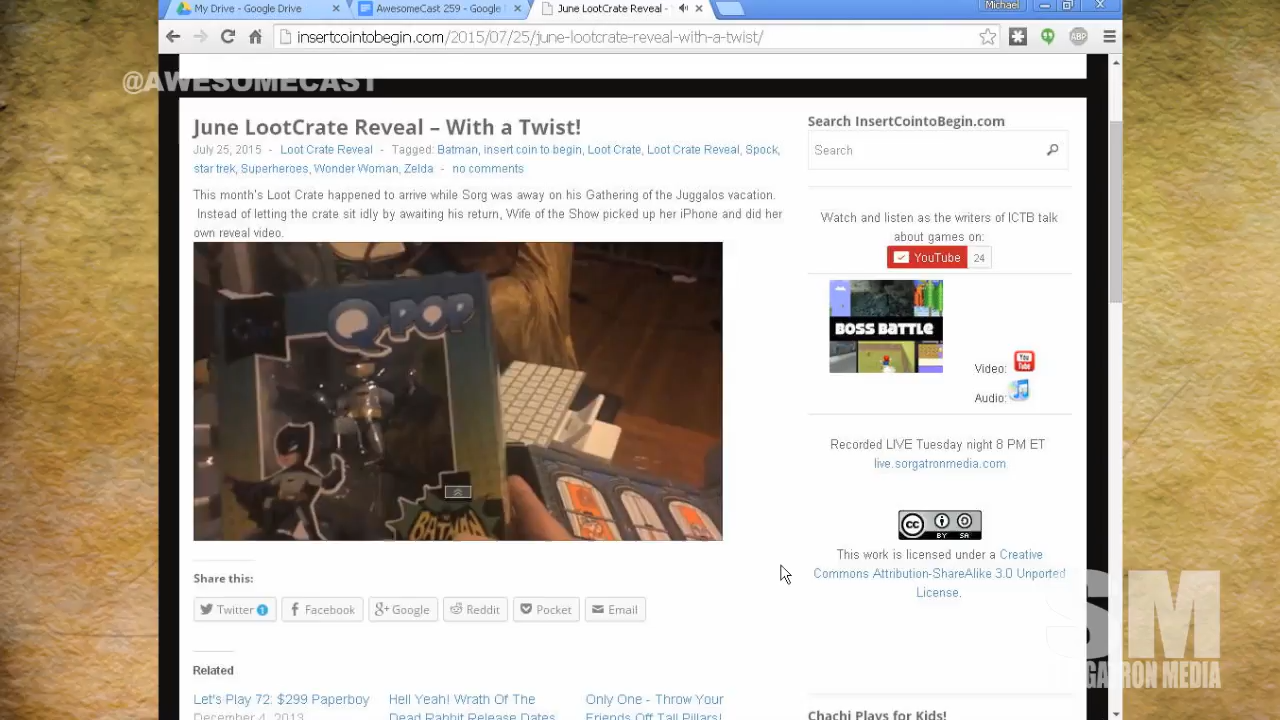 My Drive - Google Drive
AwesomeCast 259 - Google
June LootCrate Reveal -
Michael
insertcointobegin.com/2015/07/25/june-lootcrate-reveal-with-a-twist/
ABP
@AWESOMECAST
June LootCrate Reveal – With a Twist!
July 25, 2015 - Loot Crate Reveal - Tagged: Batman, insert coin to begin, Loot Crate, Loot Crate Reveal, Spock,
star trek, Superheroes, Wonder Woman, Zelda - no comments
This month's Loot Crate happened to arrive while Sorg was away on his Gathering of the Juggalos vacation.
Instead of letting the crate sit idly by awaiting his return, Wife of the Show picked up her iPhone and did her
own reveal video.
Q-POP
BATMAN
Share this:
Twitter 1
Facebook
Google
Reddit
Pocket
Email
Related
Let's Play 72: $299 Paperboy
December 4, 2013
Hell Yeah! Wrath Of The
Dead Rabbit Release Dates
Only One - Throw Your
Friends Off Tall Pillars!
Search InsertCointoBegin.com
Search
Watch and listen as the writers of ICTB talk
about games on:
YouTube 24
BOSS BATTLE
Video: You Tube
Audio:
Recorded LIVE Tuesday night 8 PM ET
live.sorgatronmedia.com
CC BY SA
This work is licensed under a Creative
Commons Attribution-ShareAlike 3.0 Unported
License.
Chachi Plays for Kids!
SM
SORGATRON MEDIA